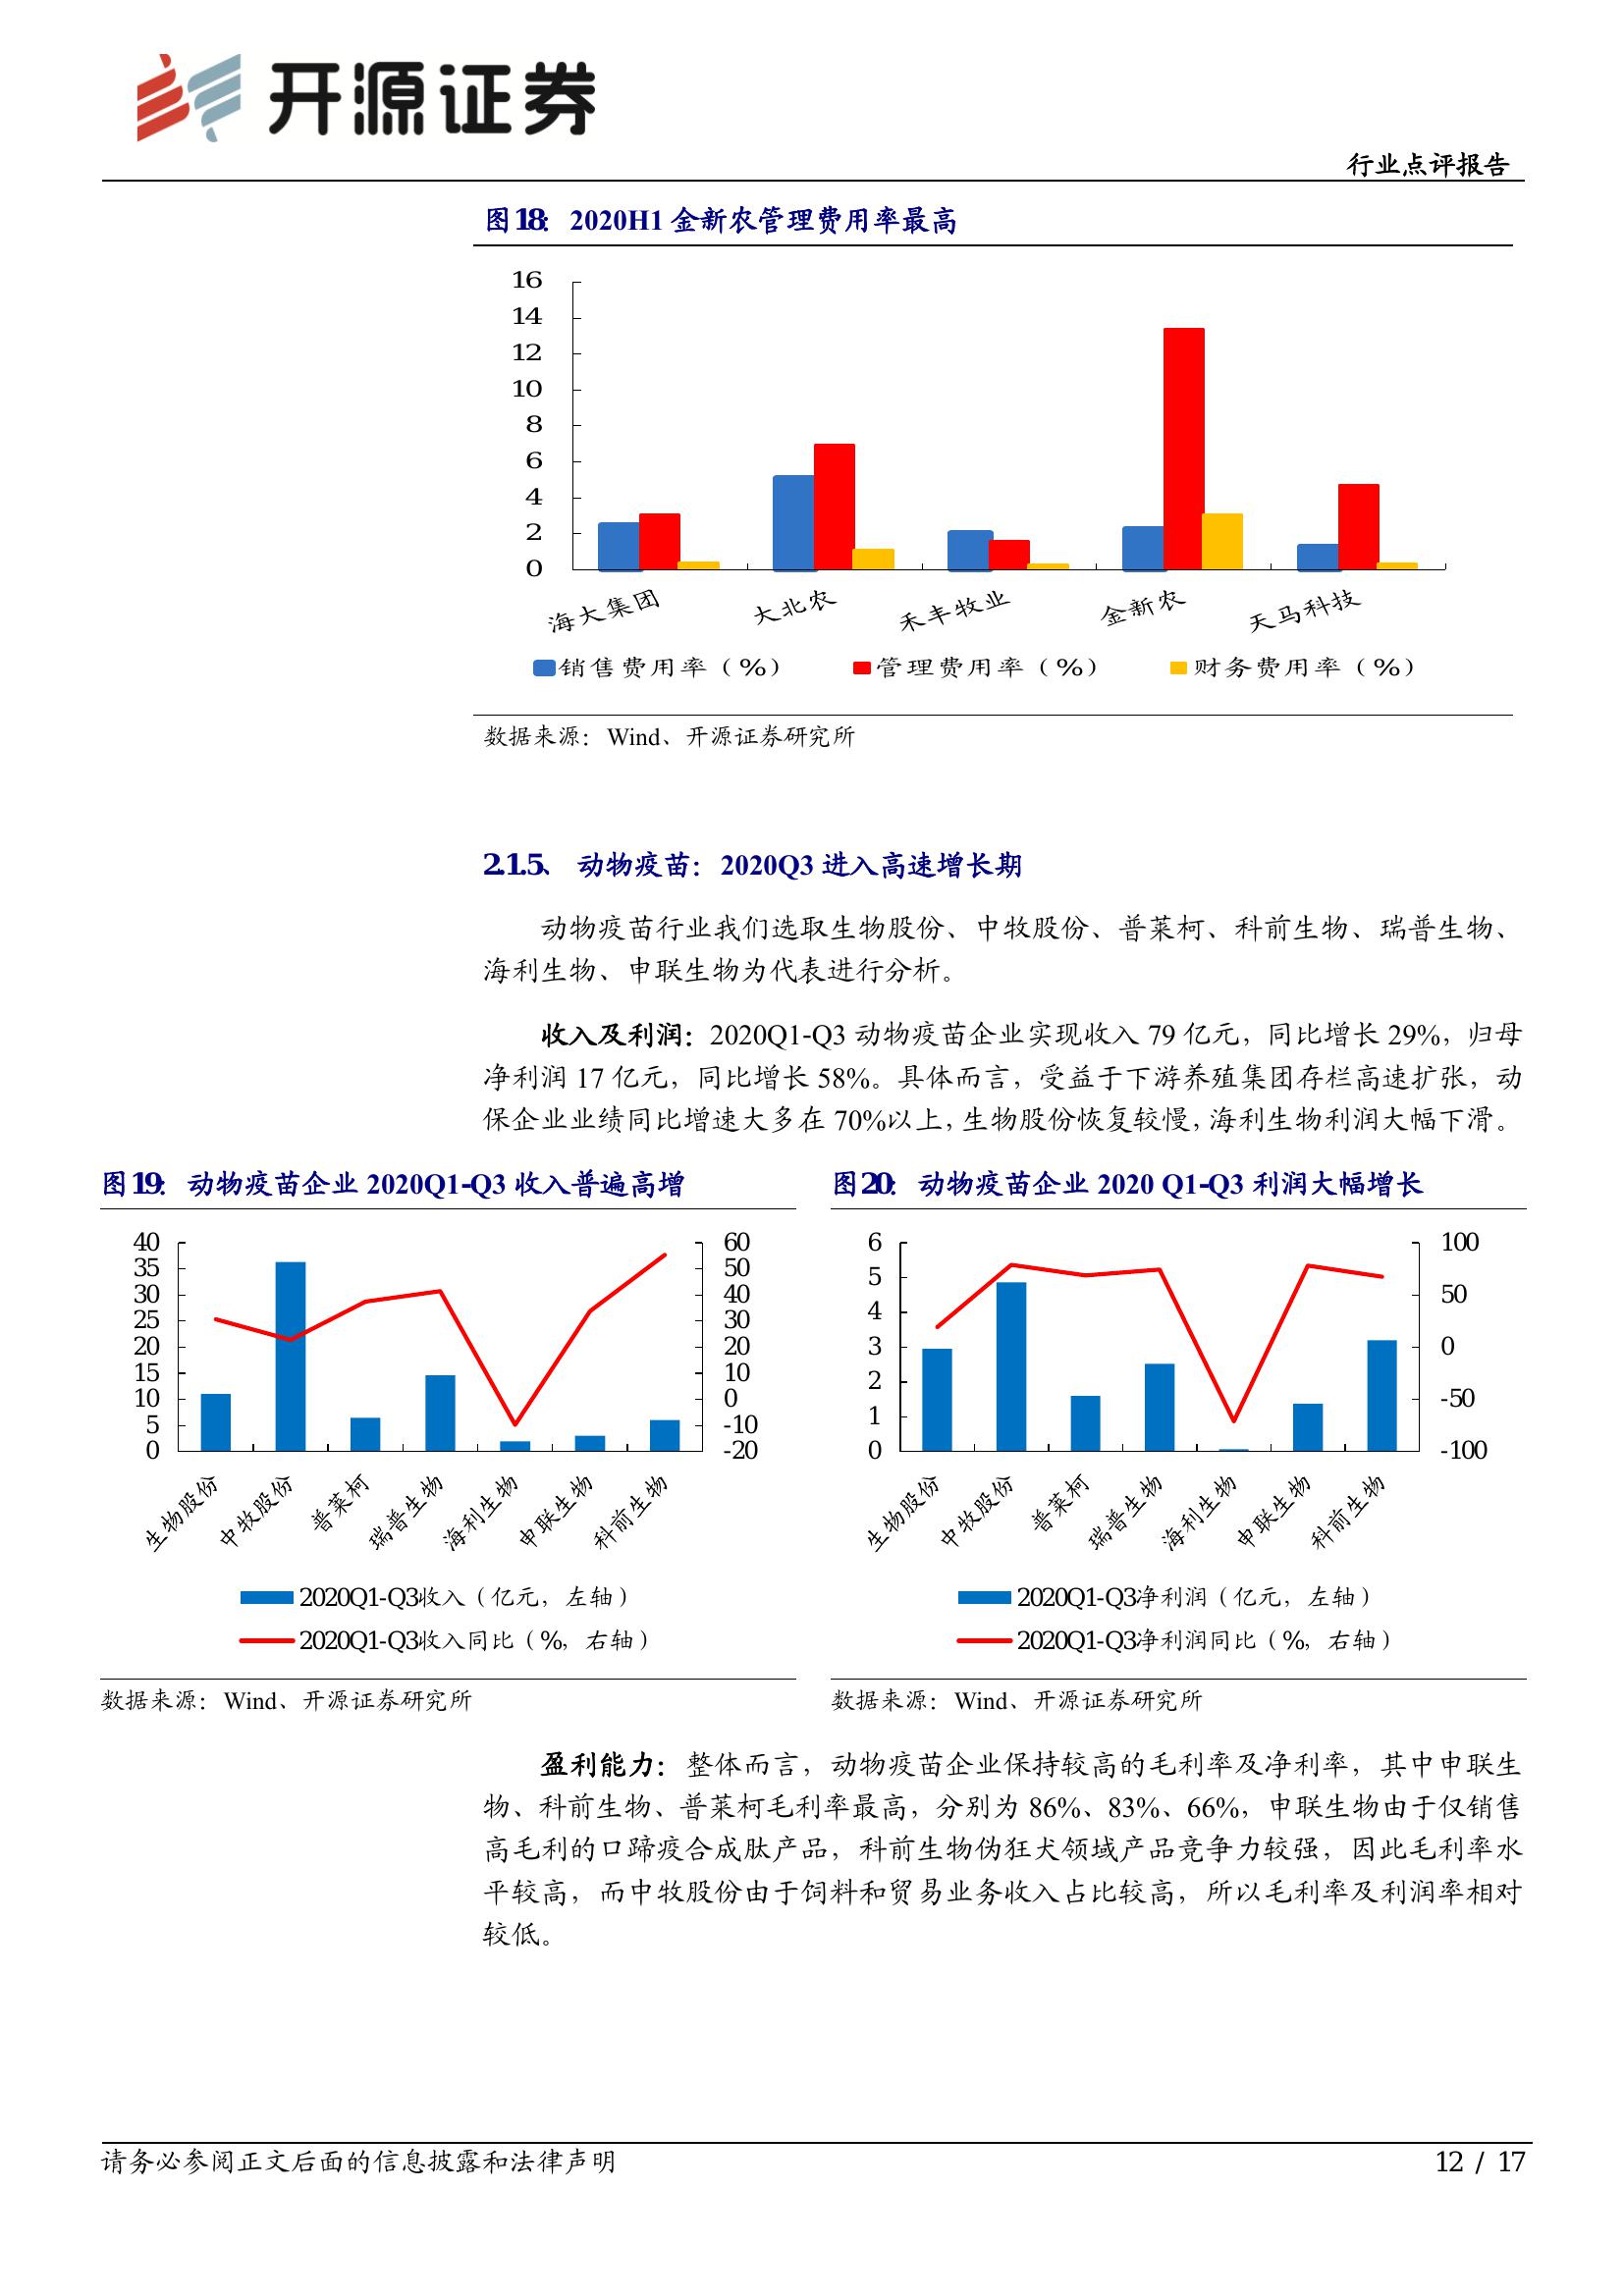 开源证券
行业点评报告
图18：2020H1 金新农管理费用率最高
16
14
12
10
8
6
4
2
0
海大集团 大北农 禾丰牧业 金新农 天马科技
销售费用率（%） 管理费用率（%） 财务费用率（%）
数据来源：Wind、开源证券研究所
2.1.5、 动物疫苗：2020Q3 进入高速增长期
动物疫苗行业我们选取生物股份、中牧股份、普莱柯、科前生物、瑞普生物、
海利生物、申联生物为代表进行分析。
收入及利润：2020Q1-Q3 动物疫苗企业实现收入 79 亿元，同比增长 29%，归母
净利润 17 亿元，同比增长 58%。具体而言，受益于下游养殖集团存栏高速扩张，动
保企业业绩同比增速大多在 70%以上，生物股份恢复较慢，海利生物利润大幅下滑。
图19：动物疫苗企业 2020Q1-Q3 收入普遍高增
40 60
35 50
30 40
25 30
20 20
15 10
10 0
5 -10
0 -20
生物股份 中牧股份 普莱柯 瑞普生物 海利生物 申联生物 科前生物
2020Q1-Q3收入（亿元，左轴）
2020Q1-Q3收入同比（%，右轴）
数据来源：Wind、开源证券研究所
图20：动物疫苗企业 2020 Q1-Q3 利润大幅增长
6 100
5
4 50
3 0
2
1 -50
0 -100
生物股份 中牧股份 普莱柯 瑞普生物 海利生物 申联生物 科前生物
2020Q1-Q3净利润（亿元，左轴）
2020Q1-Q3净利润同比（%，右轴）
数据来源：Wind、开源证券研究所
盈利能力：整体而言，动物疫苗企业保持较高的毛利率及净利率，其中申联生
物、科前生物、普莱柯毛利率最高，分别为 86%、83%、66%，申联生物由于仅销售
高毛利的口蹄疫合成肽产品，科前生物伪狂犬领域产品竞争力较强，因此毛利率水
平较高，而中牧股份由于饲料和贸易业务收入占比较高，所以毛利率及利润率相对
较低。
请务必参阅正文后面的信息披露和法律声明
12 / 17